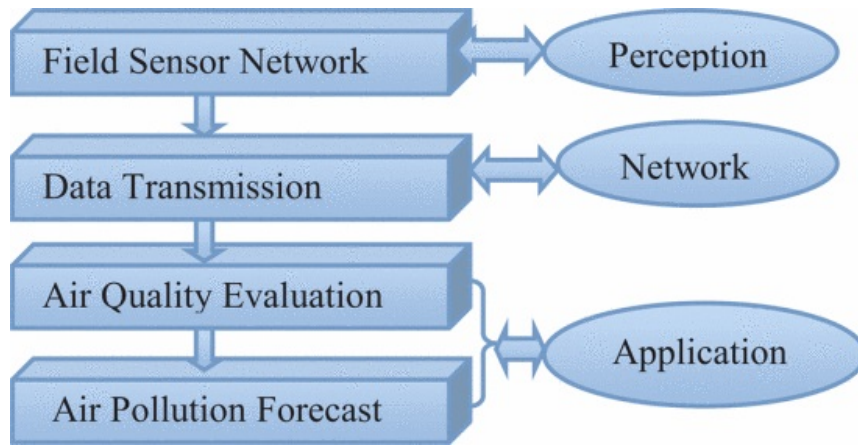 Field Sensor Network
Perception
Data Transmission
Network
Air Quality Evaluation
Application
Air Pollution Forecast